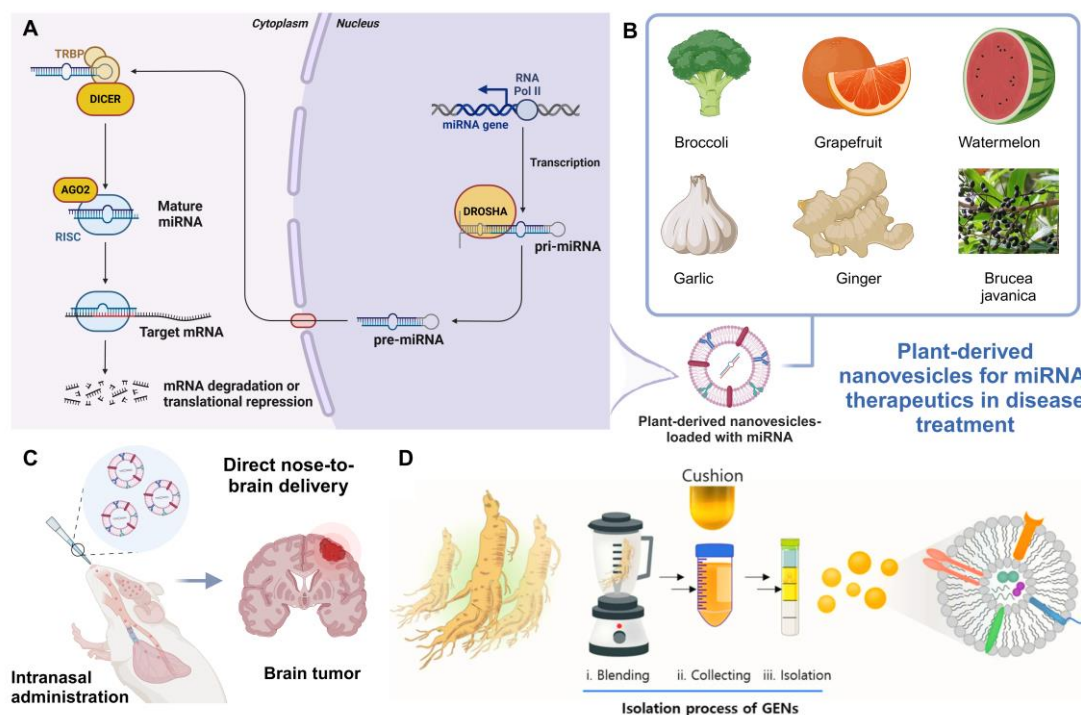 A
Cytoplasm
Nucleus
TRBP
DICER
AGO2
RISC
Mature
miRNA
Target mRNA
mRNA degradation or
translational repression
RNA
Pol II
miRNA gene
Transcription
DROSHA
pri-miRNA
pre-miRNA
B
Broccoli
Grapefruit
Watermelon
Garlic
Ginger
Brucea
javanica
Plant-derived nanovesicles-
loaded with miRNA
Plant-derived
nanovesicles for miRNA
therapeutics in disease
treatment
C
Direct nose-to-
brain delivery
Intranasal
administration
Brain tumor
D
Cushion
i. Blending
ii. Collecting
iii. Isolation
Isolation process of GENs